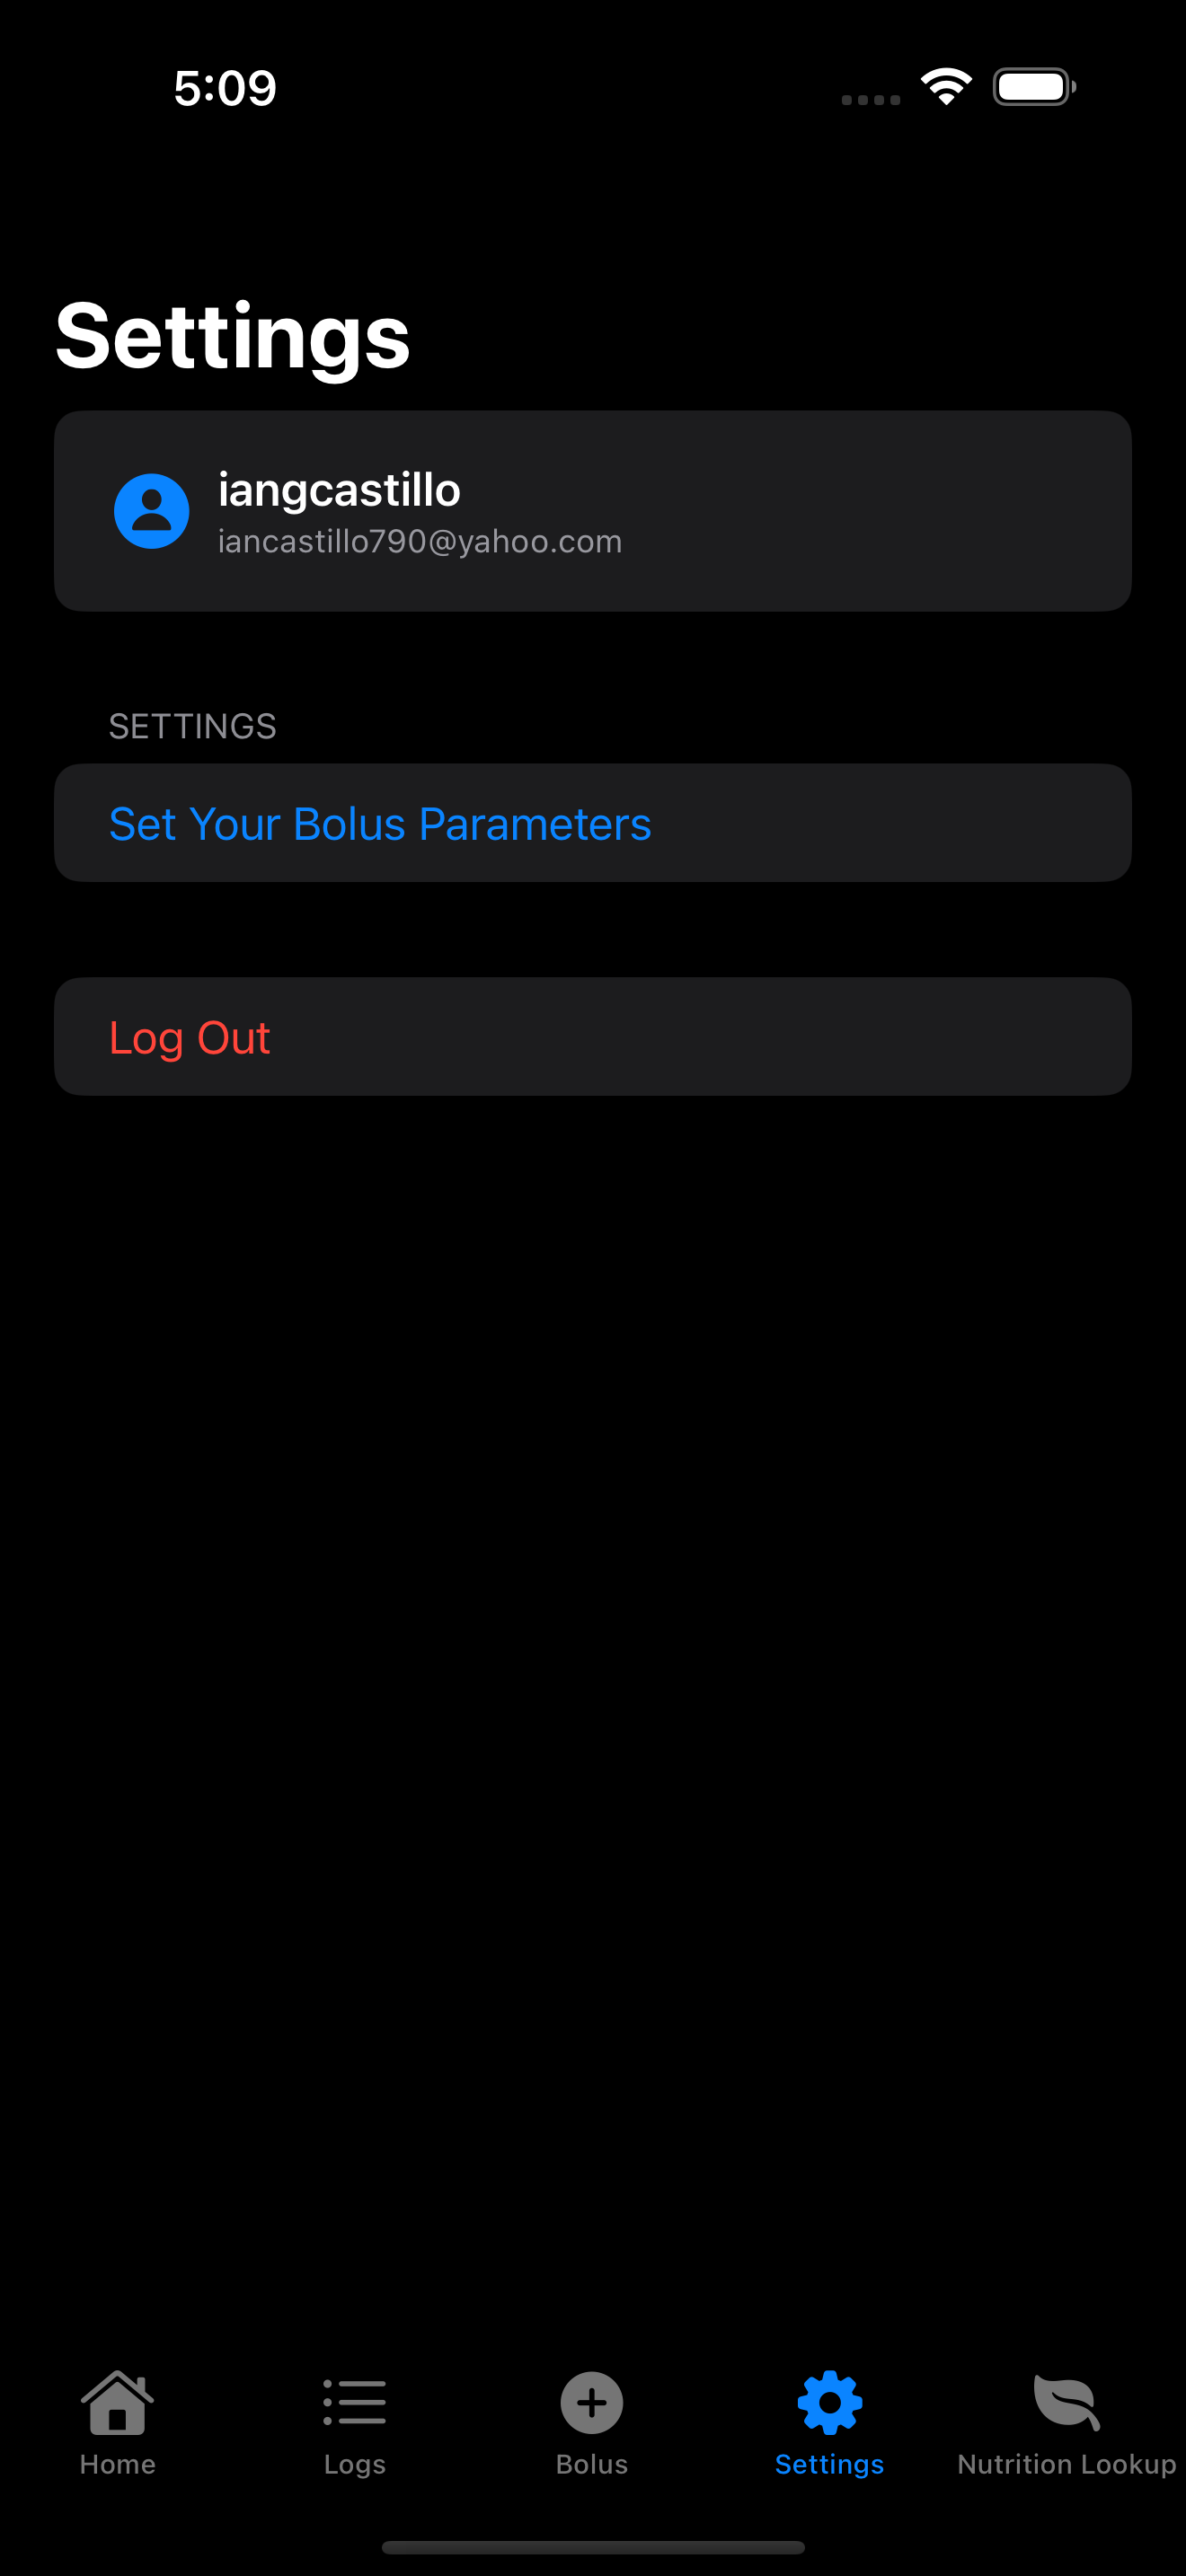 5:09
Settings
iangcastillo
iancastillo790@yahoo.com
SETTINGS
Set Your Bolus Parameters
Log Out
Home
Logs
Bolus
Settings
Nutrition Lookup